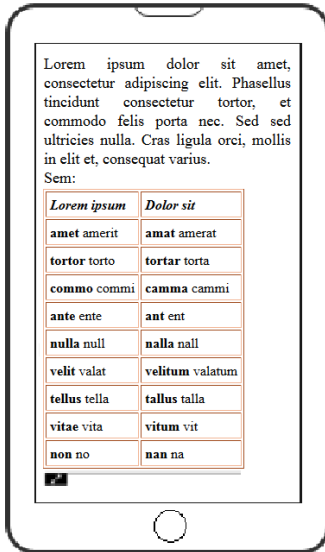 Lorem ipsum dolor sit amet,
consectetur adipiscing elit. Phasellus
tincidunt consectetur tortor, et
commodo felis porta nec. Sed sed
ultricies nulla. Cras ligula orci, mollis
in elit et, consequat varius.
Sem:
Lorem ipsum Dolor sit
amet amerit amat amerat
tortor torto tortar torta
commo commi camma cammi
ante ente ant ent
nulla null nalla nall
velit valat velitum valatum
tellus tella tallus talla
vitae vita vitum vit
non no nan na